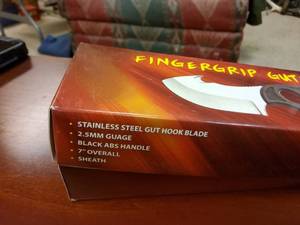 FINGERGRIP GUT
• STAINLESS STEEL GUT HOOK BLADE
• 2.5MM GUAGE
• BLACK ABS HANDLE
• 7" OVERALL
• SHEATH